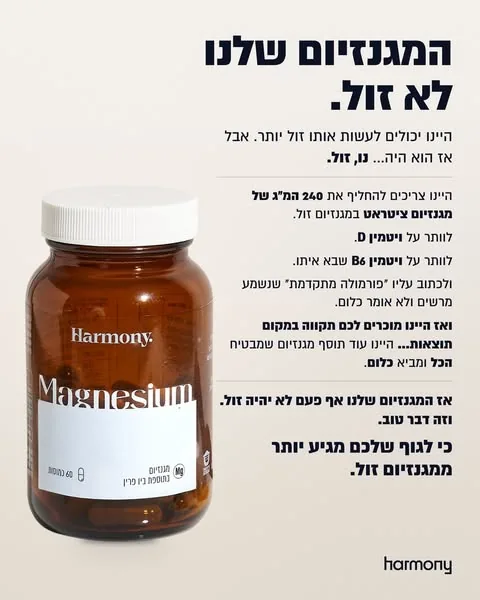 המגנזיום שלנו
לא זול.
היינו יכולים לעשות אותו זול יותר. אבל
אז הוא היה... נו, זול.
היינו צריכים להחליף את 240 המ"ג של
מגנזיום ציטראט במגנזיום זול.
לוותר על ויטמין D.
לוותר על ויטמין B6 שבא איתו.
ולכתוב עליו "פורמולה מתקדמת" שנשמע
מרשים ולא אומר כלום.
ואז היינו מוכרים לכם תקווה במקום
תוצאות... היינו עוד תוסף מגנזיום שמבטיח
הכל ומביא כלום.
אז המגנזיום שלנו אף פעם לא יהיה זול.
וזה דבר טוב.
כי לגוף שלכם מגיע יותר
ממגנזיום זול.
Harmony.
Magnesium
Mg
מגנזיום
בתוספת ביו פרין
60 כמוסות
harmony